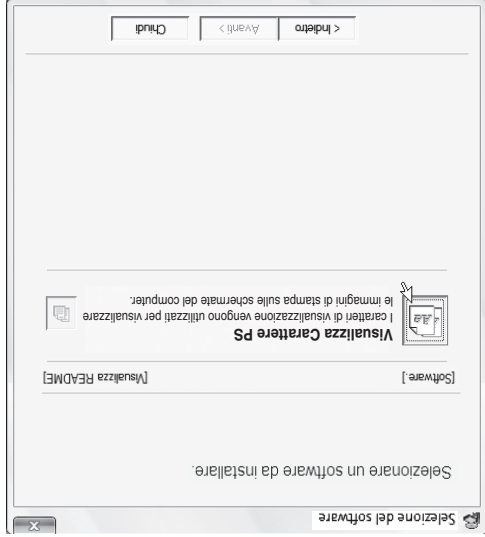 Selezione del software
X
Selezionare un software da installare.
[Software.] [Visualizza README]
Visualizza Carattere PS
I caratteri di visualizzazione vengono utilizzati per visualizzare
le immagini di stampa sulle schermate del computer.
< Indietro Avanti > Chiudi